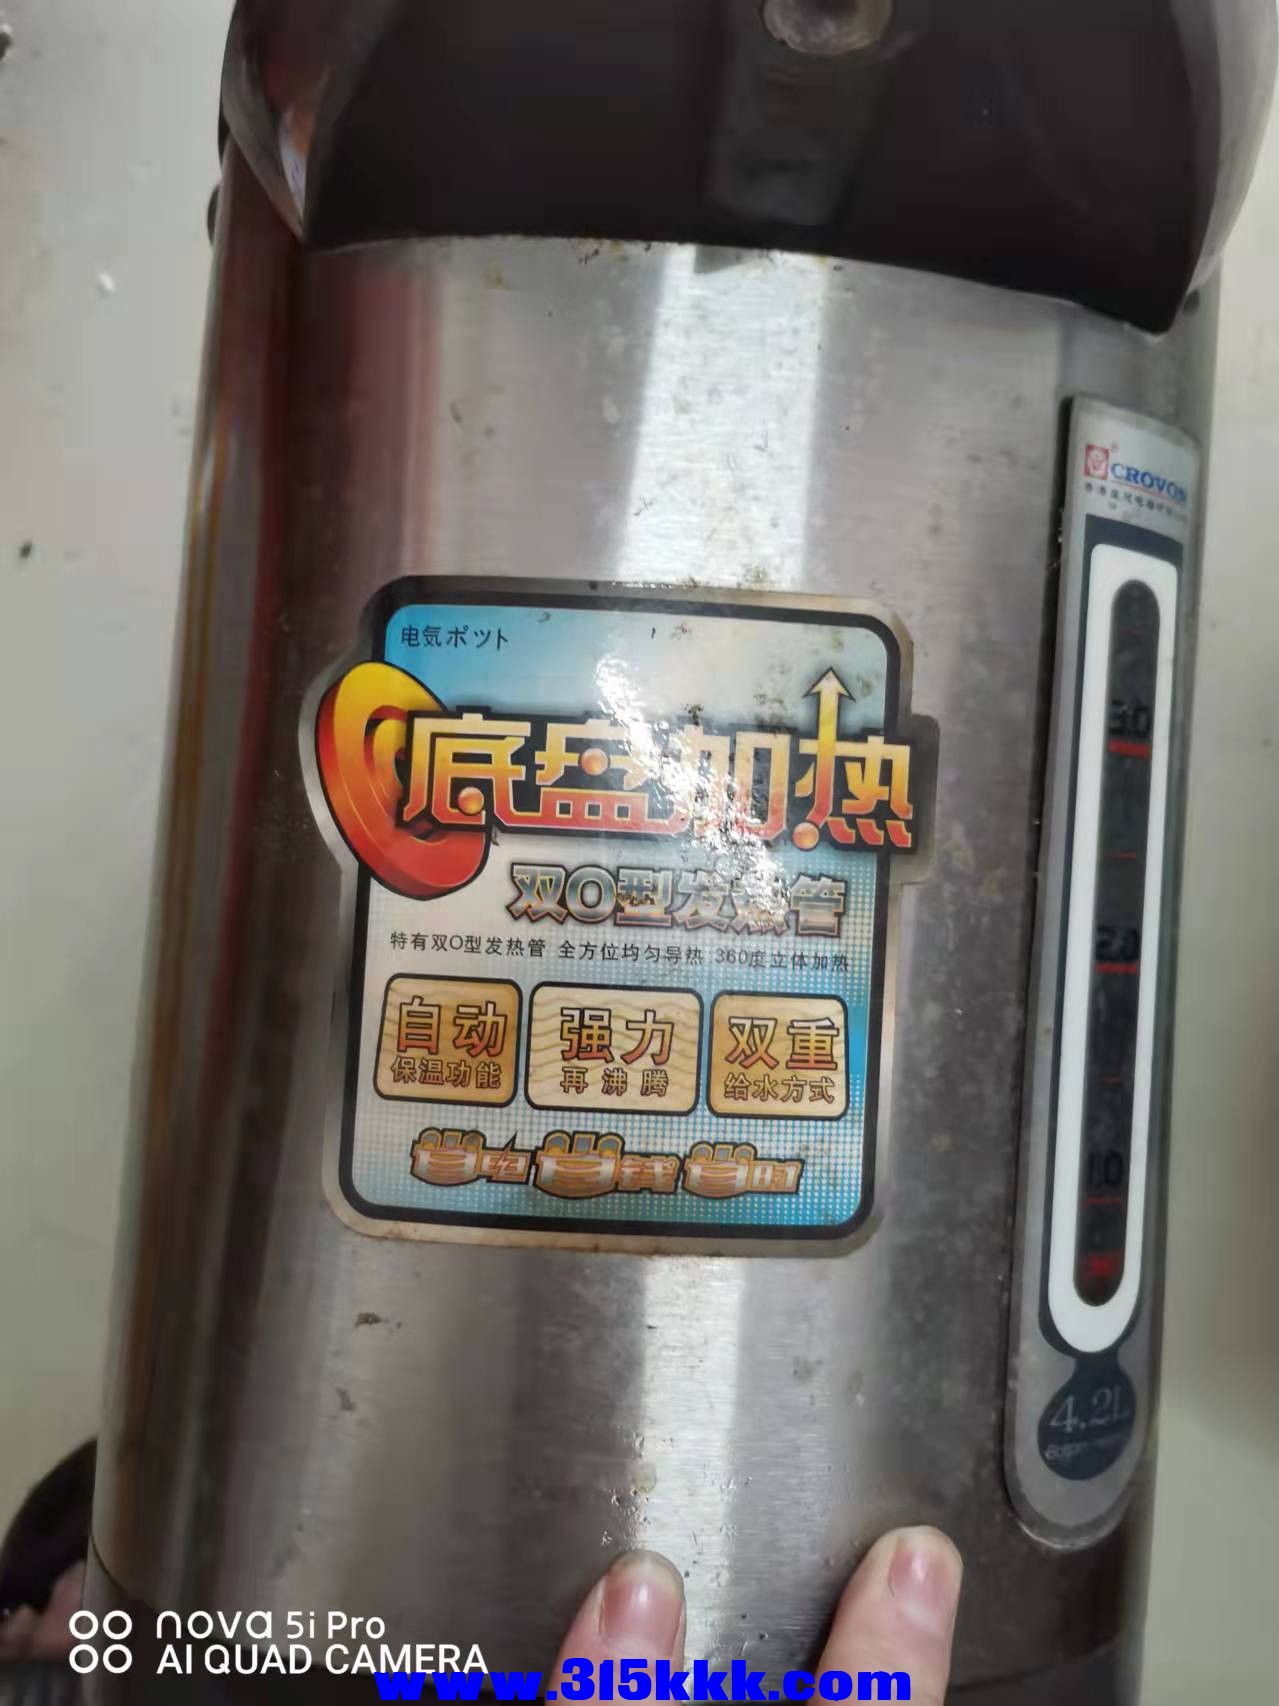 CROVON
3.0
2.0
1.0
4.2L
电気ポット
底盘加热
双O型发热管
特有双O型发热管 全方位均匀导热 360度立体加热
自动
保温功能
强力
再沸腾
双重
给水方式
省电 省钱 省时
nova 5i Pro
AI QUAD CAMERA
www.315kkk.com